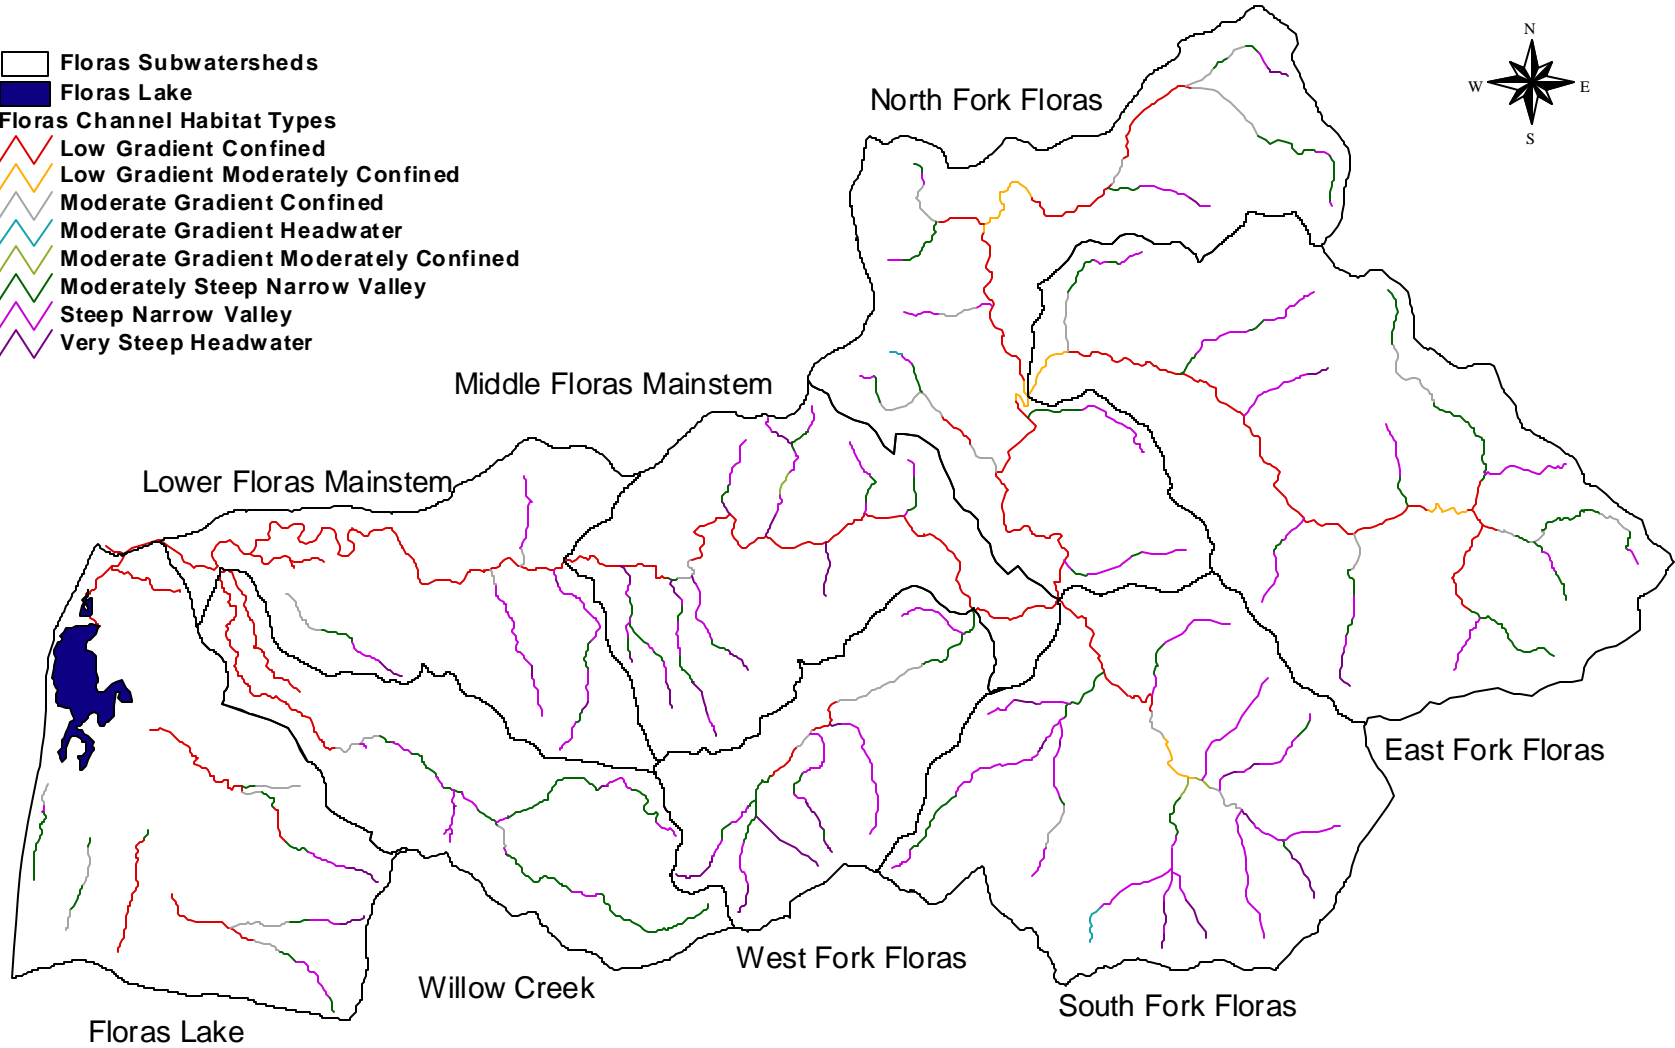 Floras Subwatersheds
Floras Lake
Floras Channel Habitat Types
Low Gradient Confined
Low Gradient Moderately Confined
Moderate Gradient Confined
Moderate Gradient Headwater
Moderate Gradient Moderately Confined
Moderately Steep Narrow Valley
Steep Narrow Valley
Very Steep Headwater
N
W E
S
North Fork Floras
Middle Floras Mainstem
Lower Floras Mainstem
East Fork Floras
West Fork Floras
Willow Creek
South Fork Floras
Floras Lake